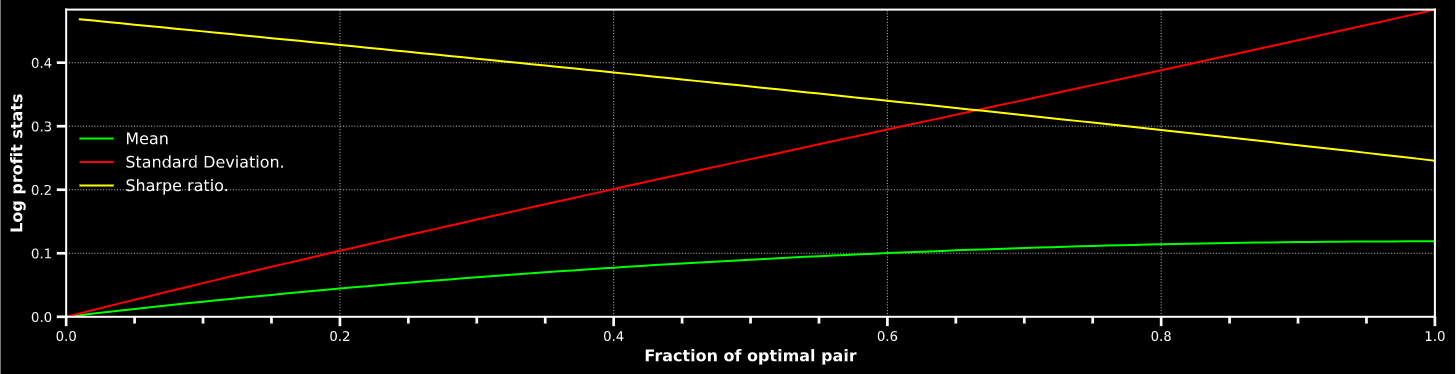 Log profit stats
0.4
0.3
0.2
0.1
0.0
Mean
Standard Deviation.
Sharpe ratio.
0.0 0.2 0.4 0.6 0.8 1.0
Fraction of optimal pair